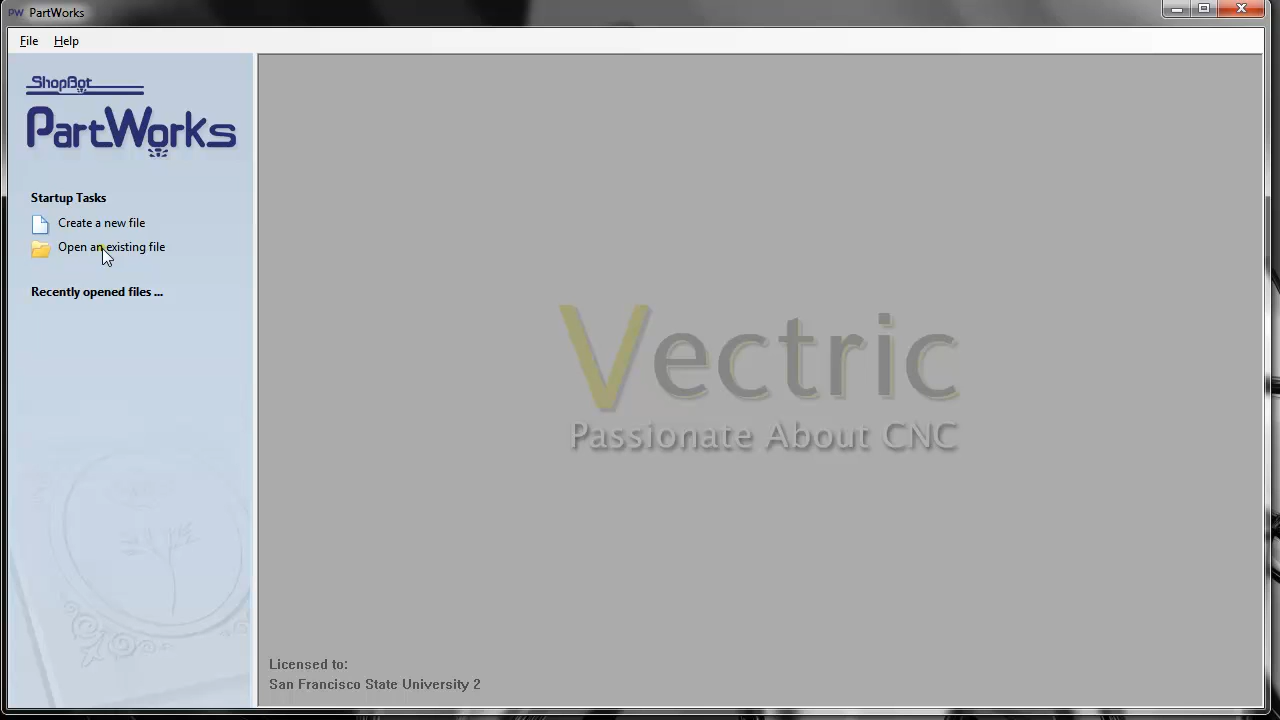 PW PartWorks
File Help
ShopBot
PartWorks
Startup Tasks
Create a new file
Open an existing file
Recently opened files ...
Vectric
Passionate About CNC
Licensed to:
San Francisco State University 2